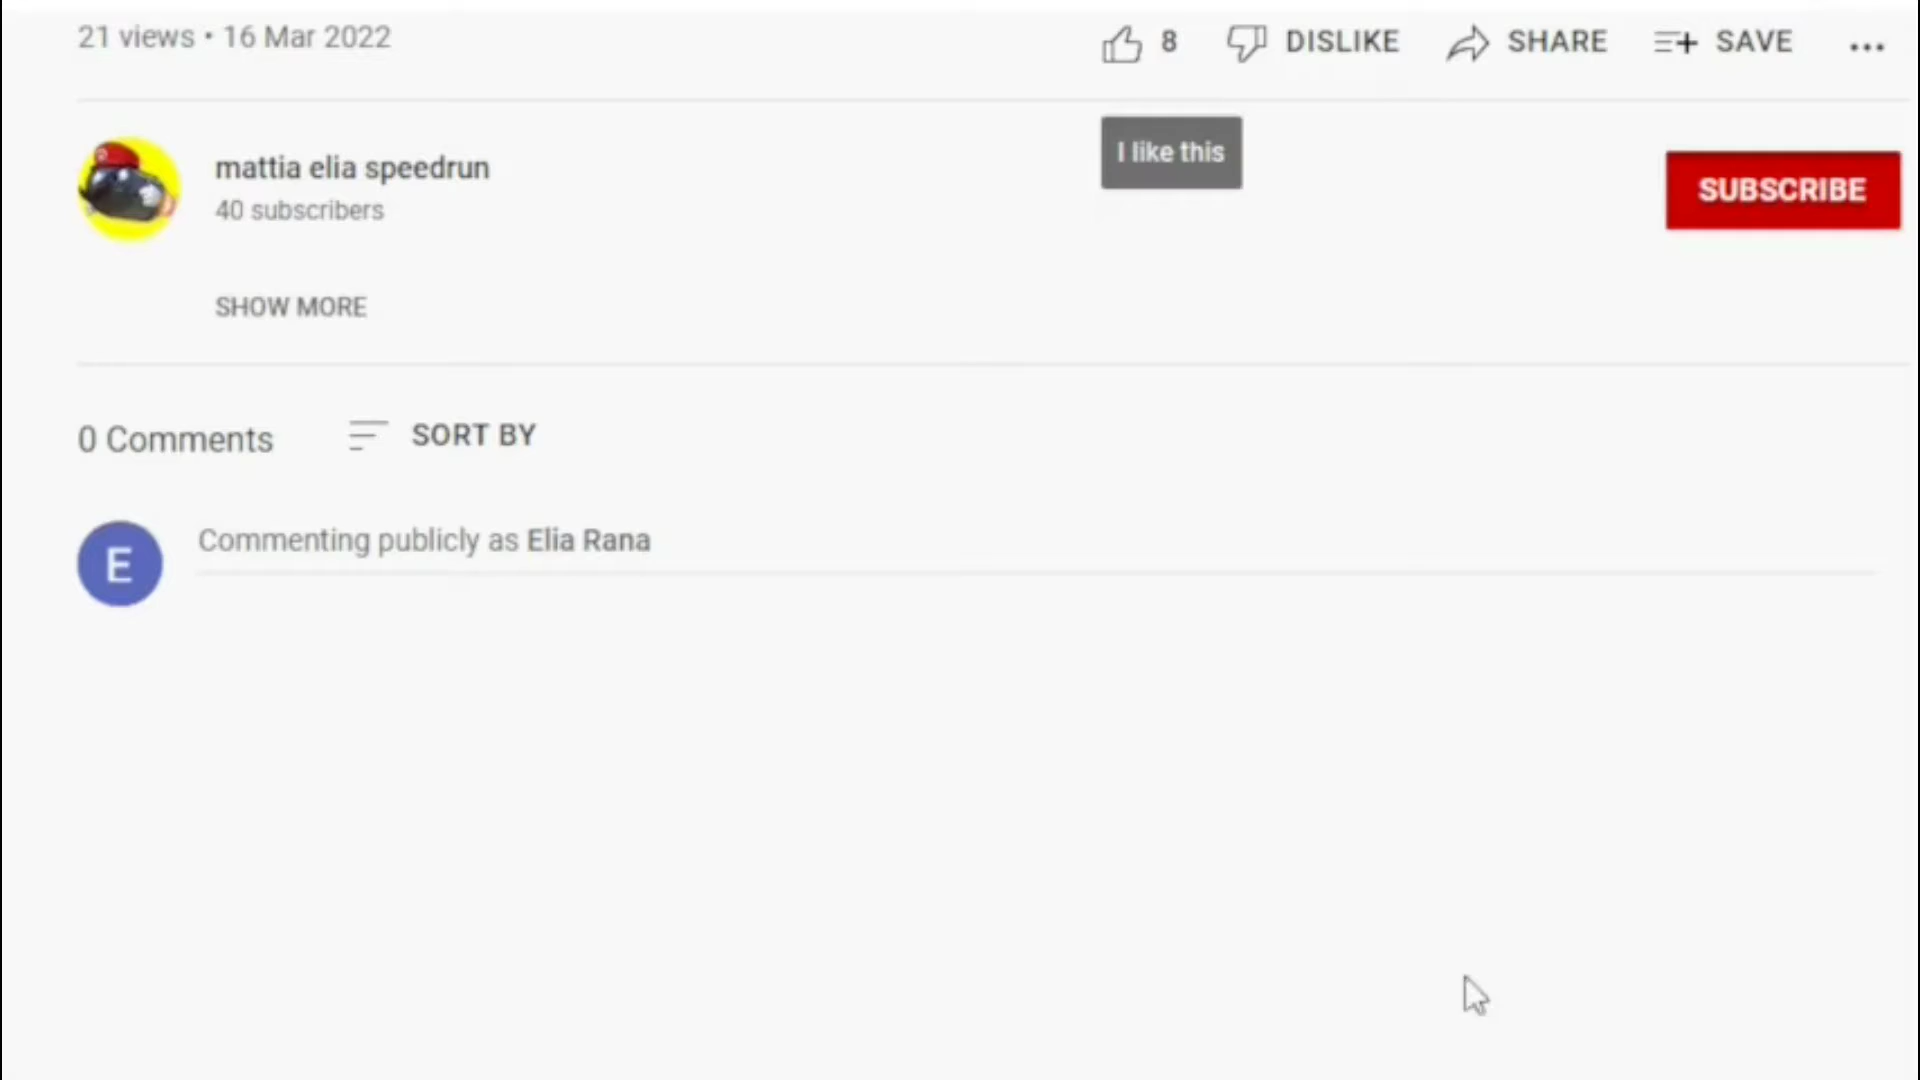 21 views • 16 Mar 2022
8 DISLIKE SHARE SAVE ...
I like this
mattia elia speedrun
40 subscribers
SUBSCRIBE
SHOW MORE
0 Comments SORT BY
E Commenting publicly as Elia Rana